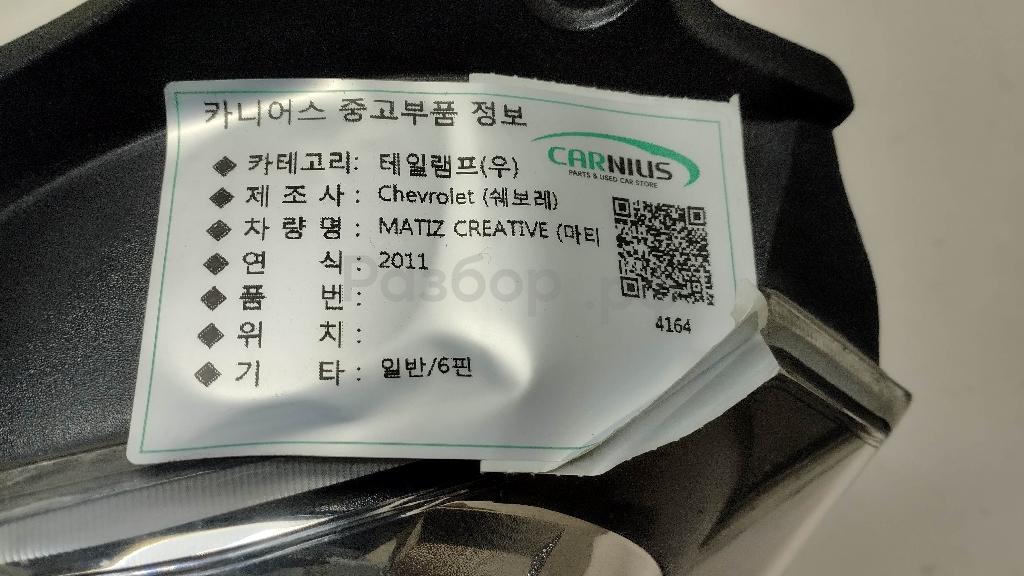 카니어스 중고부품 정보
CARNIUS
PARTS & USED CAR STORE
◆ 카테고리: 테일램프(우)
◆ 제조사: Chevrolet (쉐보레)
◆ 차량명: MATIZ CREATIVE (마티
◆ 연식: 2011
◆ 품번:
◆ 위치:
◆ 기타: 일반/6핀
4164
Разбор